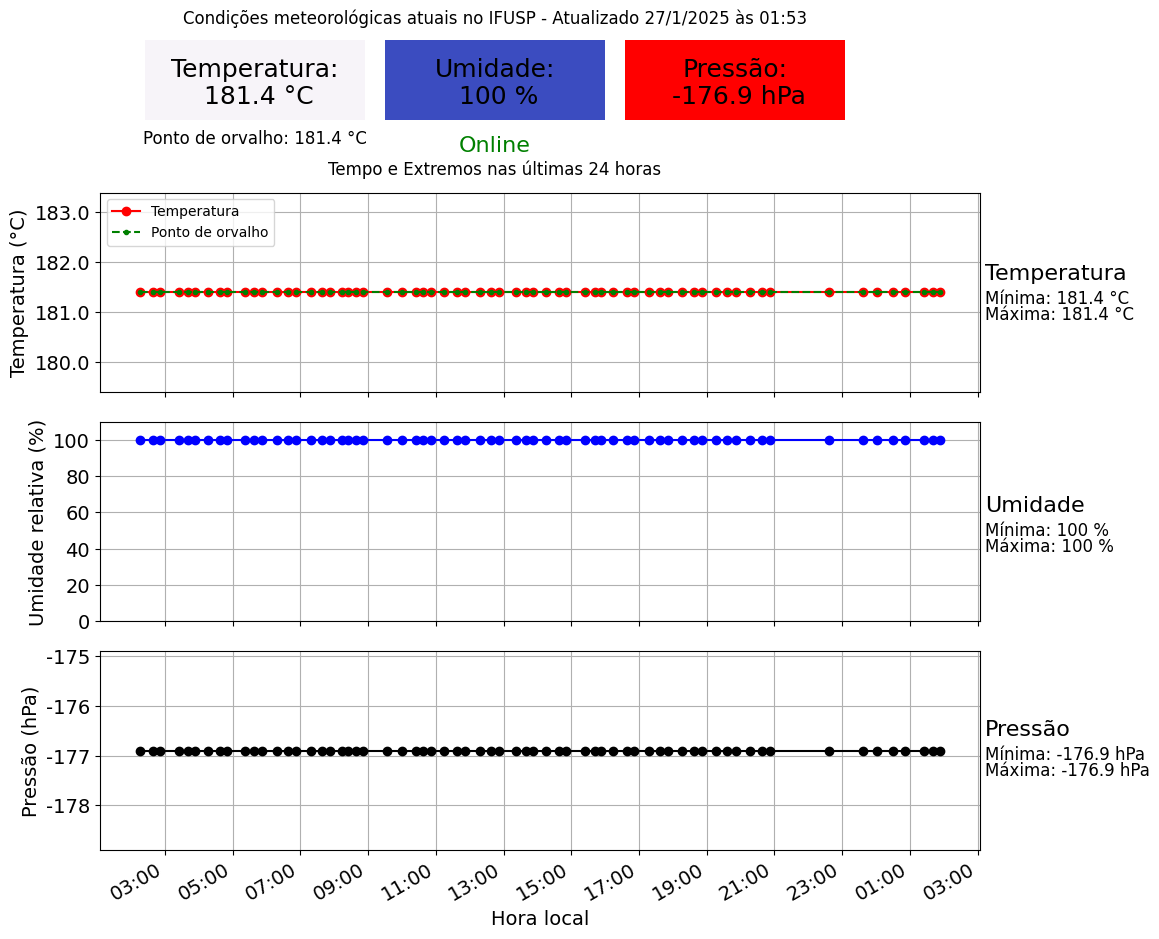 Condições meteorológicas atuais no IFUSP - Atualizado 27/1/2025 às 01:53
Temperatura:
181.4 °C
Umidade:
100 %
Pressão:
-176.9 hPa
Ponto de orvalho: 181.4 °C
Online
Tempo e Extremos nas últimas 24 horas
Temperatura (°C)
183.0
182.0
181.0
180.0
Temperatura
Ponto de orvalho
Temperatura
Mínima: 181.4 °C
Máxima: 181.4 °C
Umidade relativa (%)
100
80
60
40
20
0
Umidade
Mínima: 100 %
Máxima: 100 %
Pressão (hPa)
-175
-176
-177
-178
Pressão
Mínima: -176.9 hPa
Máxima: -176.9 hPa
03:00 05:00 07:00 09:00 11:00 13:00 15:00 17:00 19:00 21:00 23:00 01:00 03:00
Hora local